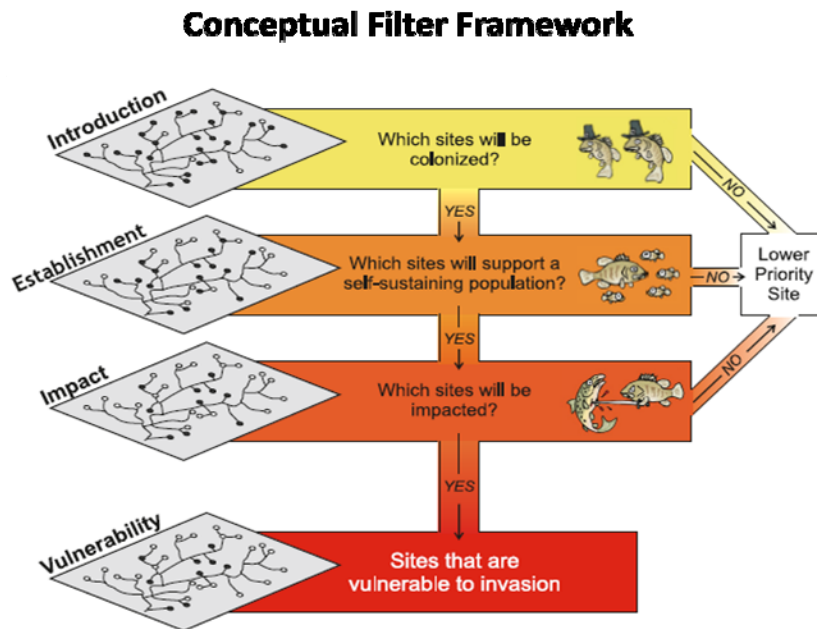 Conceptual Filter Framework
Introduction
Which sites will be
colonized?
NO
YES
Establishment
Which sites will support a
self-sustaining population?
NO
Lower
Priority
Site
YES
Impact
Which sites will be
impacted?
NO
YES
Vulnerability
Sites that are
vulnerable to invasion